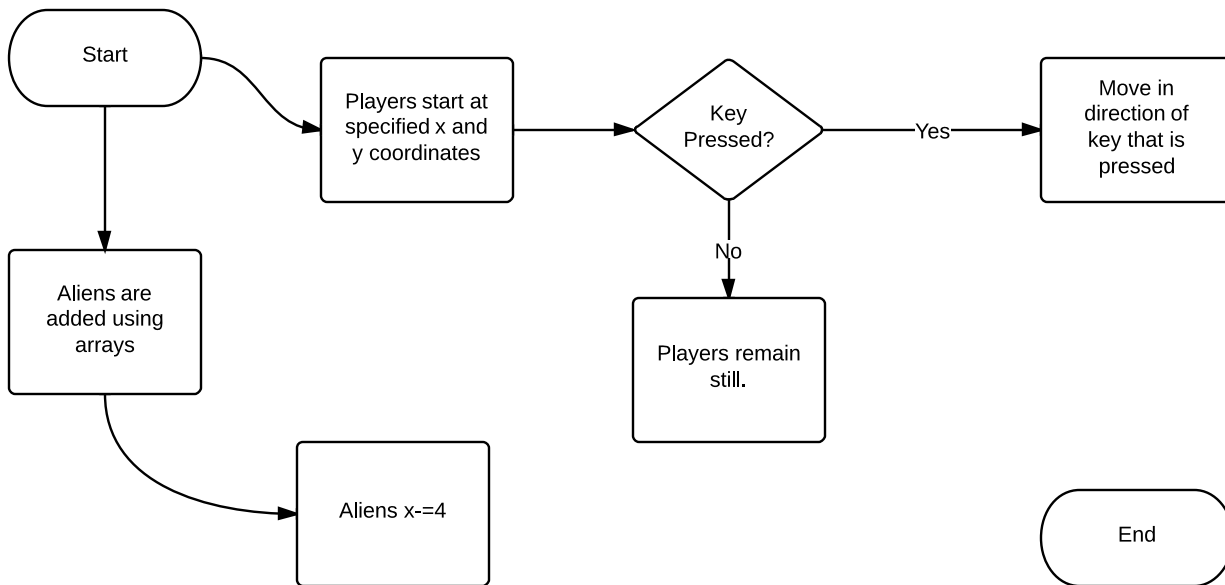 Start
Players start at
specified x and
y coordinates
Key
Pressed?
Yes
Move in
direction of
key that is
pressed
No
Aliens are
added using
arrays
Players remain
still.
Aliens x-=4
End